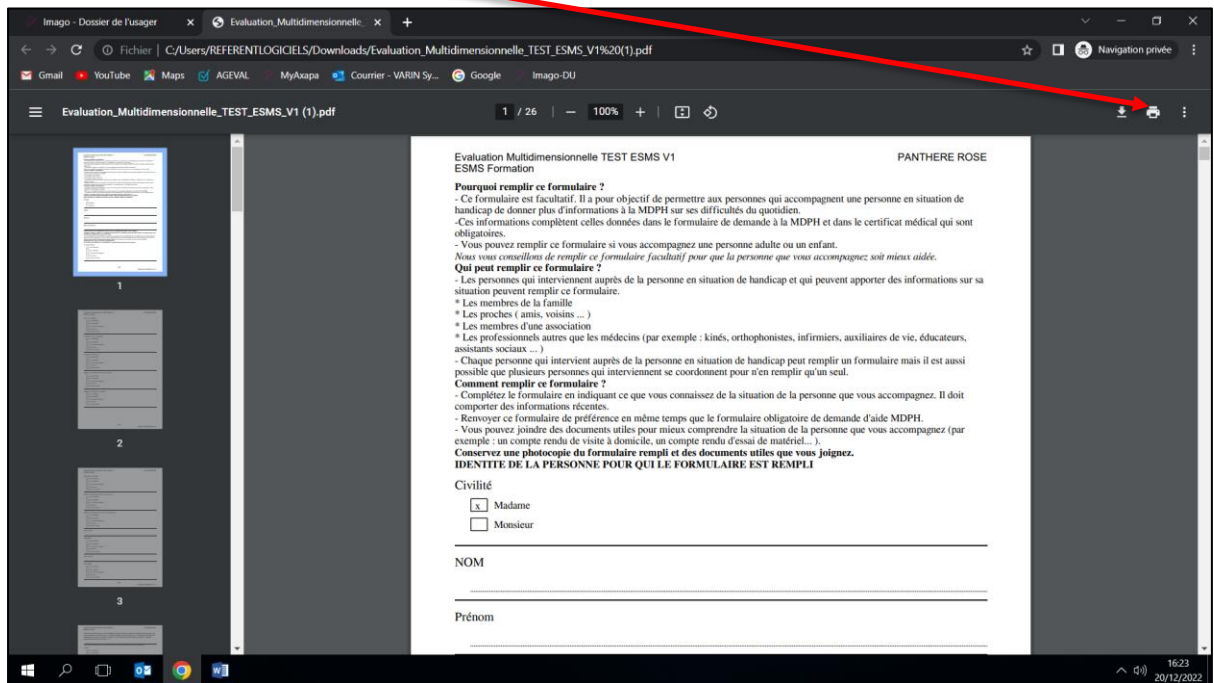 Imago - Dossier de l'usager
Evaluation_Multidimensionnelle_
Fichier
C:/Users/REFERENTLOGICIELS/Downloads/Evaluation_Multidimensionnelle_TEST_ESMS_V1%20(1).pdf
Navigation privée
Gmail
YouTube
Maps
AGEVAL
MyAxapa
Courrier - VARIN Sy...
Google
Imago-DU
Evaluation_Multidimensionnelle_TEST_ESMS_V1 (1).pdf
1 / 26
100%
Evaluation Multidimensionnelle TEST ESMS V1
PANTHERE ROSE
ESMS Formation
Pourquoi remplir ce formulaire ?
- Ce formulaire est facultatif. Il a pour objectif de permettre aux personnes qui accompagnent une personne en situation de
handicap de donner plus d'informations à la MDPH sur ses difficultés du quotidien.
-Ces informations complètent celles données dans le formulaire de demande à la MDPH et dans le certificat médical qui sont
obligatoires.
- Vous pouvez remplir ce formulaire si vous accompagnez une personne adulte ou un enfant.
Nous vous conseillons de remplir ce formulaire facultatif pour que la personne que vous accompagnez soit mieux aidée.
Qui peut remplir ce formulaire ?
- Les personnes qui interviennent auprès de la personne en situation de handicap et qui peuvent apporter des informations sur sa
situation peuvent remplir ce formulaire.
* Les membres de la famille
* Les proches ( amis, voisins ... )
* Les membres d'une association
* Les professionnels autres que les médecins (par exemple : kinés, orthophonistes, infirmiers, auxiliaires de vie, éducateurs,
assistants sociaux ... )
- Chaque personne qui intervient auprès de la personne en situation de handicap peut remplir un formulaire mais il est aussi
possible que plusieurs personnes qui interviennent se coordonnent pour n'en remplir qu'un seul.
Comment remplir ce formulaire ?
- Complétez le formulaire en indiquant ce que vous connaissez de la situation de la personne que vous accompagnez. Il doit
comporter des informations récentes.
- Renvoyer ce formulaire de préférence en même temps que le formulaire obligatoire de demande d'aide MDPH.
- Vous pouvez joindre des documents utiles pour mieux comprendre la situation de la personne que vous accompagnez (par
exemple : un compte rendu de visite à domicile, un compte rendu d'essai de matériel... ).
Conservez une photocopie du formulaire rempli et des documents utiles que vous joignez.
IDENTITE DE LA PERSONNE POUR QUI LE FORMULAIRE EST REMPLI
Civilité
x Madame
Monsieur
NOM
Prénom
1
2
3
16:23
20/12/2022